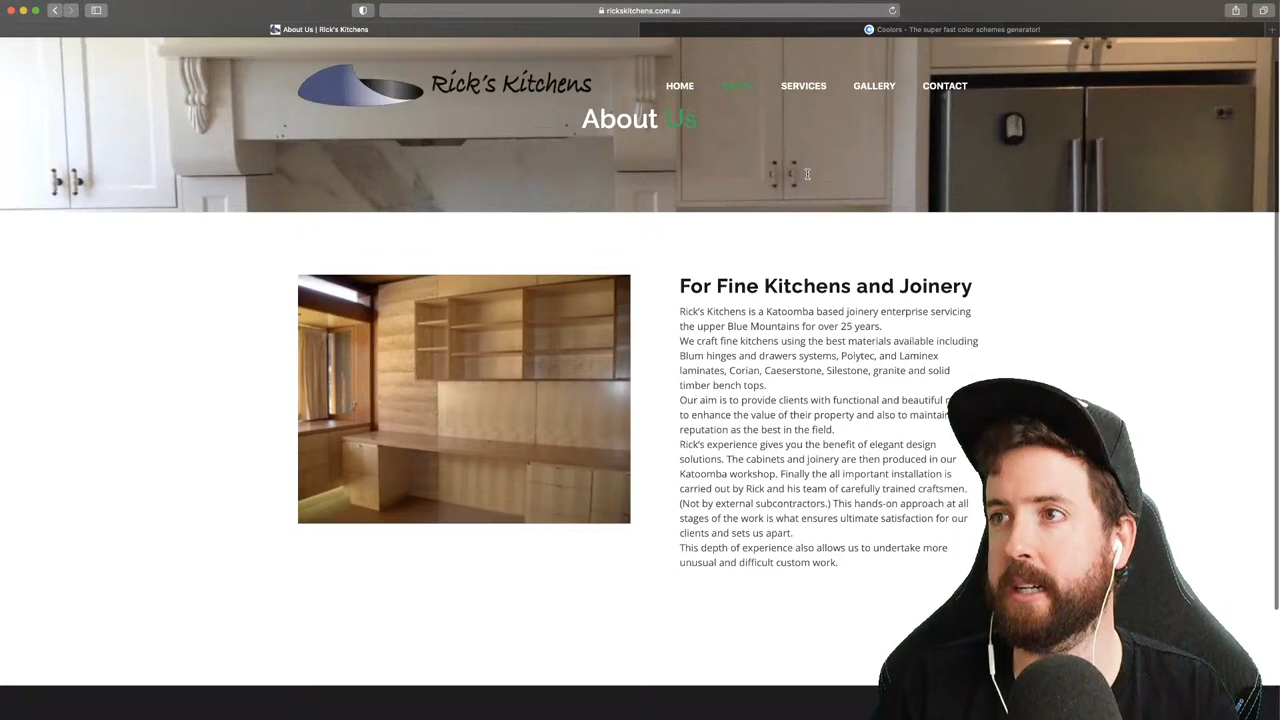 rickskitchens.com.au
About Us | Rick's Kitchens
Coolors - The super fast color schemes generator!
Rick's Kitchens
HOME
ABOUT
SERVICES
GALLERY
CONTACT
About Us
For Fine Kitchens and Joinery
Rick's Kitchens is a Katoomba based joinery enterprise servicing
the upper Blue Mountains for over 25 years.
We craft fine kitchens using the best materials available including
Blum hinges and drawers systems, Polytec, and Laminex
laminates, Corian, Caeserstone, Silestone, granite and solid
timber bench tops.
Our aim is to provide clients with functional and beautiful
to enhance the value of their property and also to maintain
reputation as the best in the field.
Rick's experience gives you the benefit of elegant design
solutions. The cabinets and joinery are then produced in our
Katoomba workshop. Finally the all important installation is
carried out by Rick and his team of carefully trained craftsmen.
(Not by external subcontractors.) This hands-on approach at all
stages of the work is what ensures ultimate satisfaction for our
clients and sets us apart.
This depth of experience also allows us to undertake more
unusual and difficult custom work.